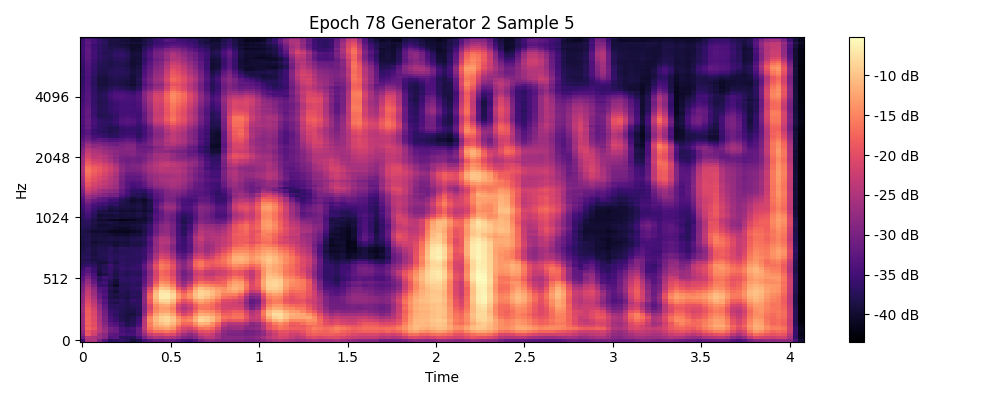 Epoch 78 Generator 2 Sample 5
Hz
4096
2048
1024
512
0
0 0.5 1 1.5 2 2.5 3 3.5 4
Time
-10 dB
-15 dB
-20 dB
-25 dB
-30 dB
-35 dB
-40 dB